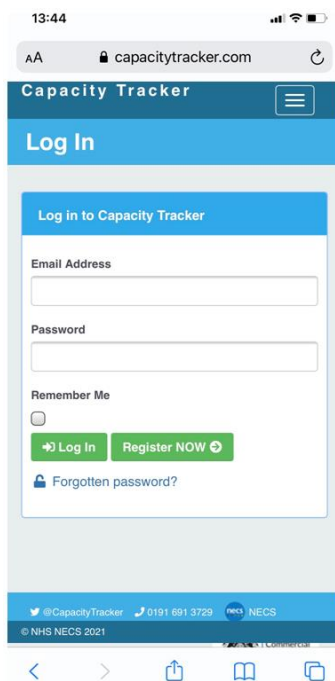 13:44
AA capacitytracker.com
Capacity Tracker
Log In
Log in to Capacity Tracker
Email Address
Password
Remember Me
Log In Register NOW
Forgotten password?
@CapacityTracker 0191 691 3729 necs NECS
© NHS NECS 2021
Commercial